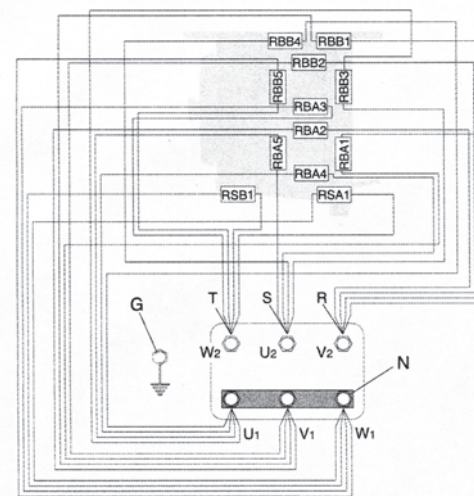 RBB4 RBB1
RBB2
RBB5 RBB3
RBA3
RBA2
RBA5 RBA1
RBA4
RSB1 RSA1
T S R
G
W2 U2 V2
N
U1 V1 W1